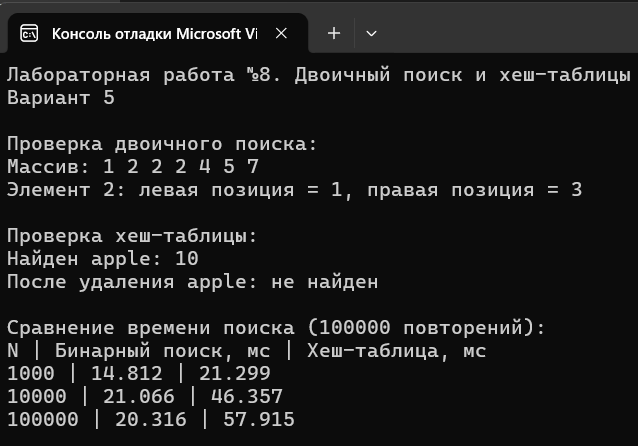 Консоль отладки Microsoft Vi
Лабораторная работа №8. Двоичный поиск и хеш-таблицы
Вариант 5
Проверка двоичного поиска:
Массив: 1 2 2 2 4 5 7
Элемент 2: левая позиция = 1, правая позиция = 3
Проверка хеш-таблицы:
Найден apple: 10
После удаления apple: не найден
Сравнение времени поиска (100000 повторений):
N | Бинарный поиск, мс | Хеш-таблица, мс
1000 | 14.812 | 21.299
10000 | 21.066 | 46.357
100000 | 20.316 | 57.915